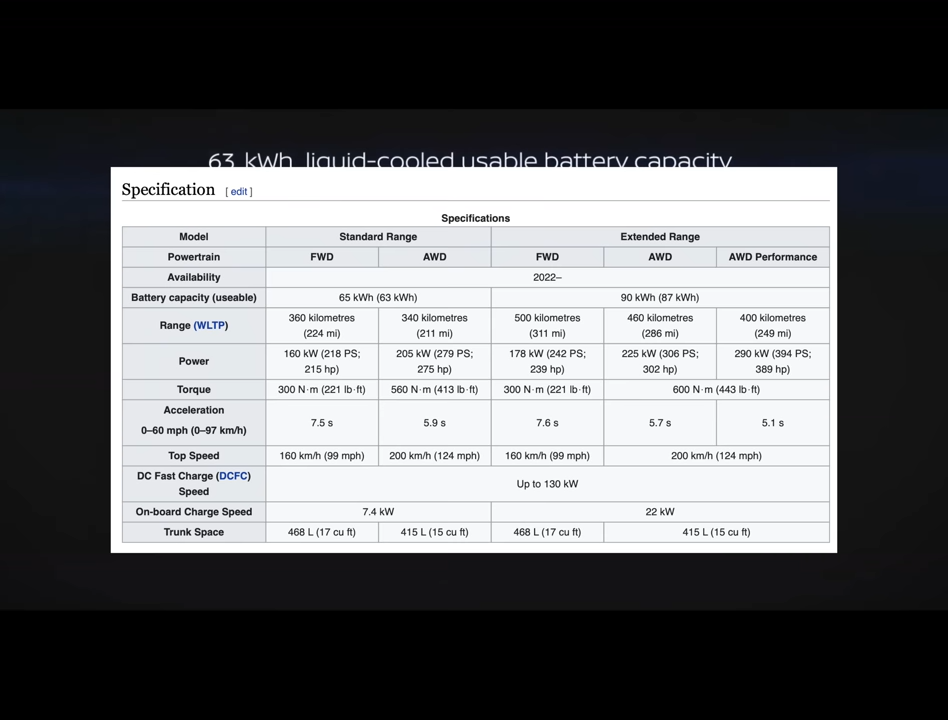 63 kWh liquid-cooled usable battery capacity
Specification [ edit ]
Specifications
Model Standard Range Extended Range
Powertrain FWD AWD FWD AWD AWD Performance
Availability 2022–
Battery capacity (useable) 65 kWh (63 kWh) 90 kWh (87 kWh)
Range (WLTP) 360 kilometres (224 mi) 340 kilometres (211 mi) 500 kilometres (311 mi) 460 kilometres (286 mi) 400 kilometres (249 mi)
Power 160 kW (218 PS; 215 hp) 205 kW (279 PS; 275 hp) 178 kW (242 PS; 239 hp) 225 kW (306 PS; 302 hp) 290 kW (394 PS; 389 hp)
Torque 300 N·m (221 lb·ft) 560 N·m (413 lb·ft) 300 N·m (221 lb·ft) 600 N·m (443 lb·ft)
Acceleration
0–60 mph (0–97 km/h) 7.5 s 5.9 s 7.6 s 5.7 s 5.1 s
Top Speed 160 km/h (99 mph) 200 km/h (124 mph) 160 km/h (99 mph) 200 km/h (124 mph)
DC Fast Charge (DCFC) Speed Up to 130 kW
On-board Charge Speed 7.4 kW 22 kW
Trunk Space 468 L (17 cu ft) 415 L (15 cu ft) 468 L (17 cu ft) 415 L (15 cu ft)